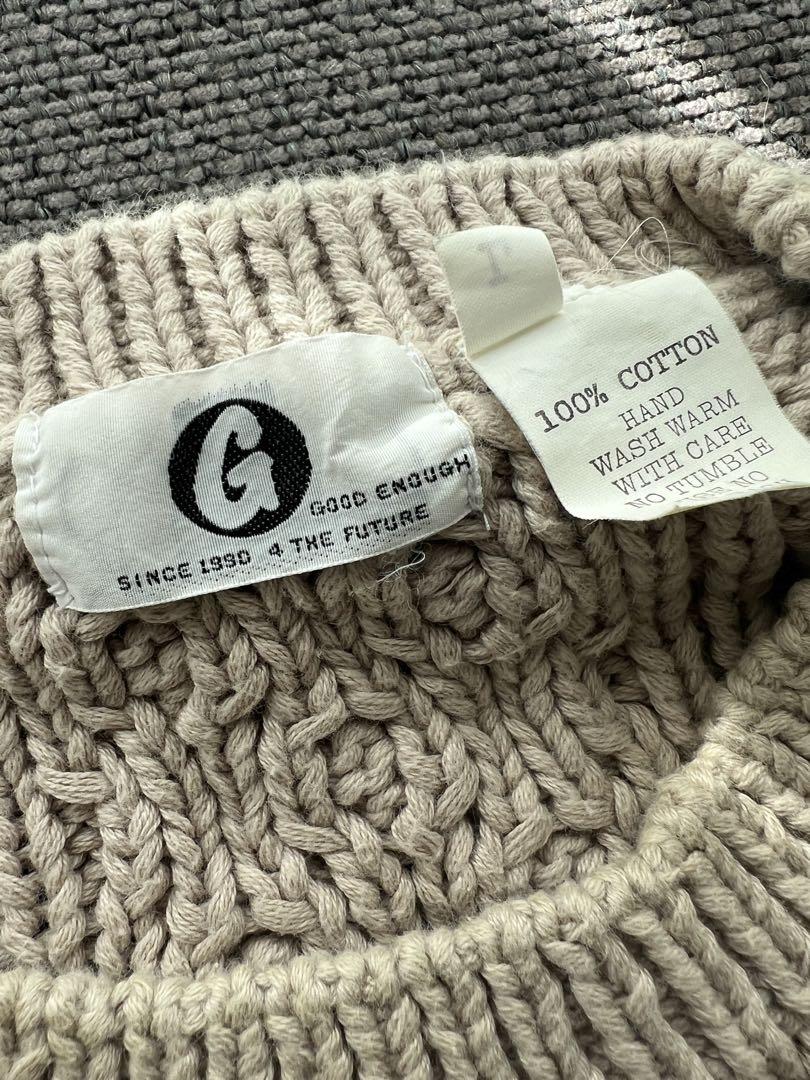 G
GOOD ENOUGH
SINCE 1990 4 THE FUTURE
100% COTTON
HAND
WASH WARM
WITH CARE
NO TUMBLE